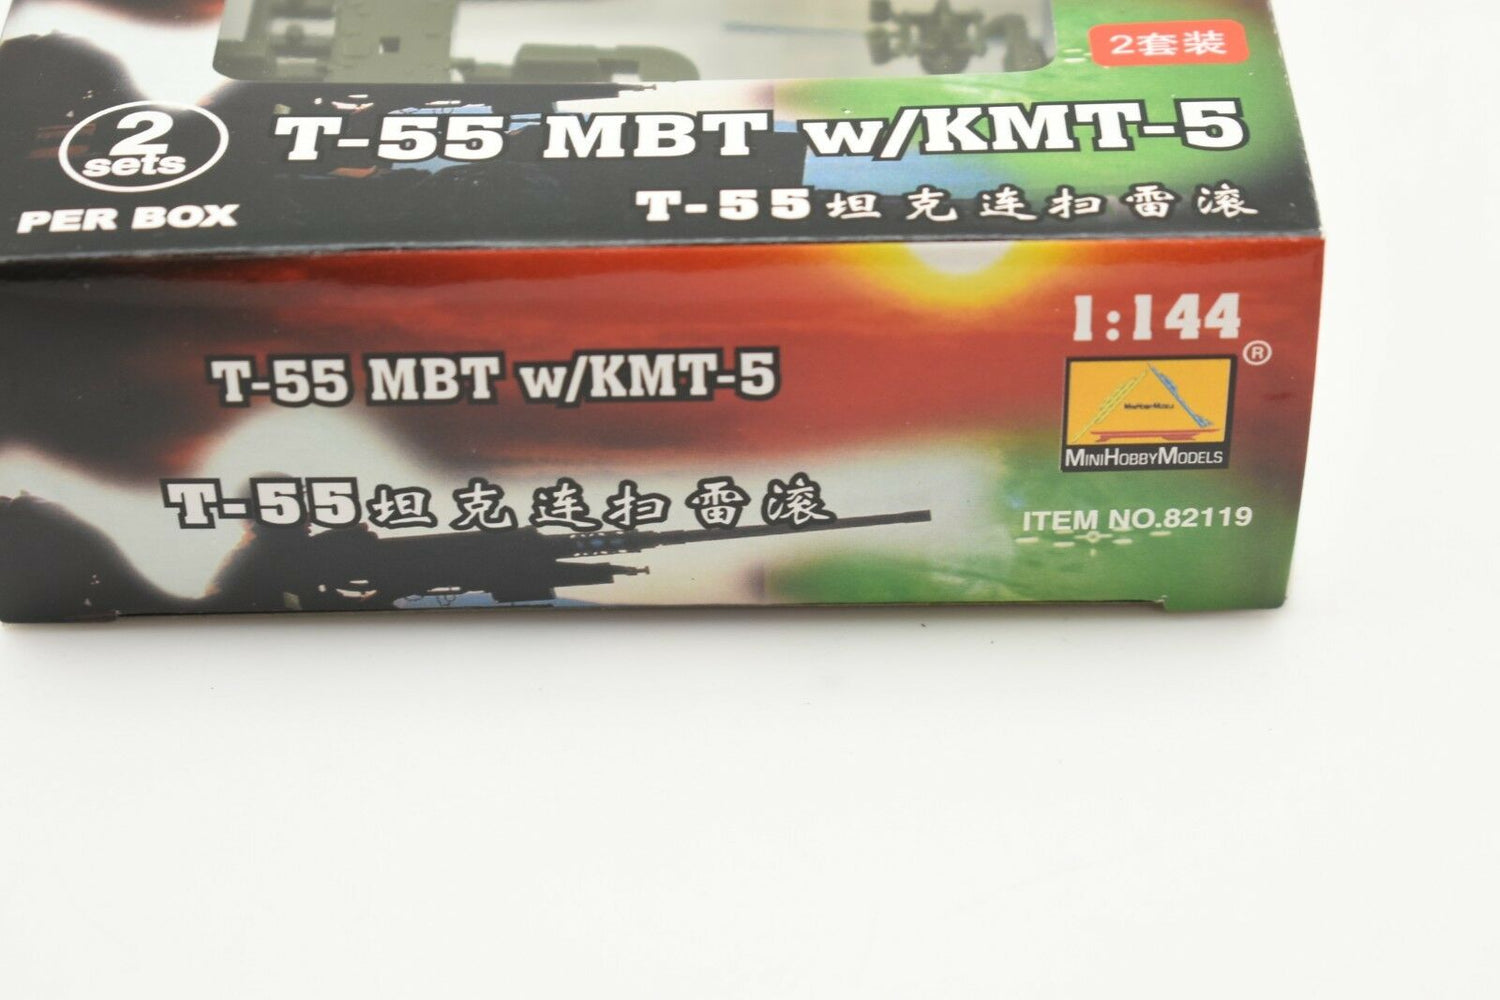 2套装
2
sets
PER BOX
T-55 MBT w/KMT-5
T-55坦克连扫雷滚
1:144
®
T-55 MBT w/KMT-5
MINIHOBBYMODELS
T-55坦克连扫雷滚
ITEM NO.82119